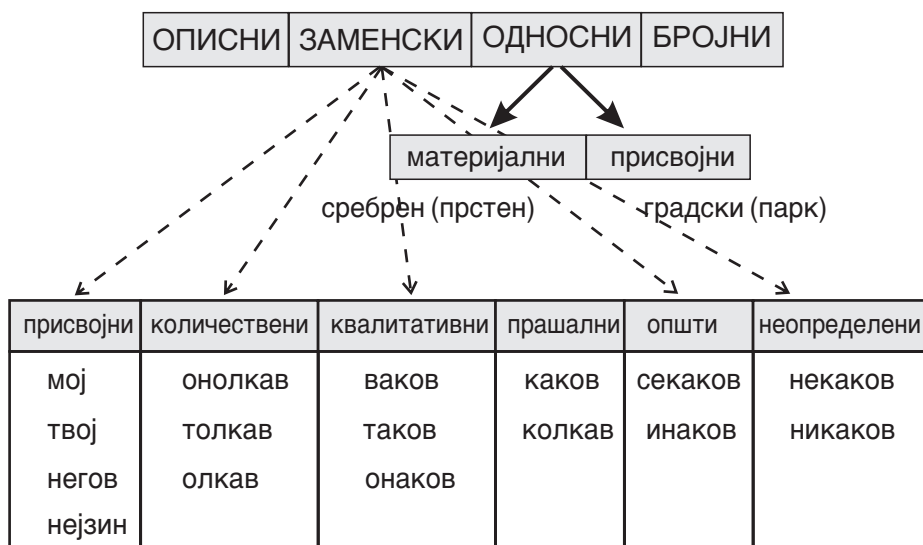 ОПИСНИ ЗАМЕНСКИ ОДНОСНИ БРОЈНИ
материјални присвојни
сребрен (прстен) градски (парк)
присвојни количествени квалитативни прашални општи неопределени
мој онолкав ваков каков секаков некаков
твој толкав таков колкав инаков никаков
негов олкав онаков
нејзин